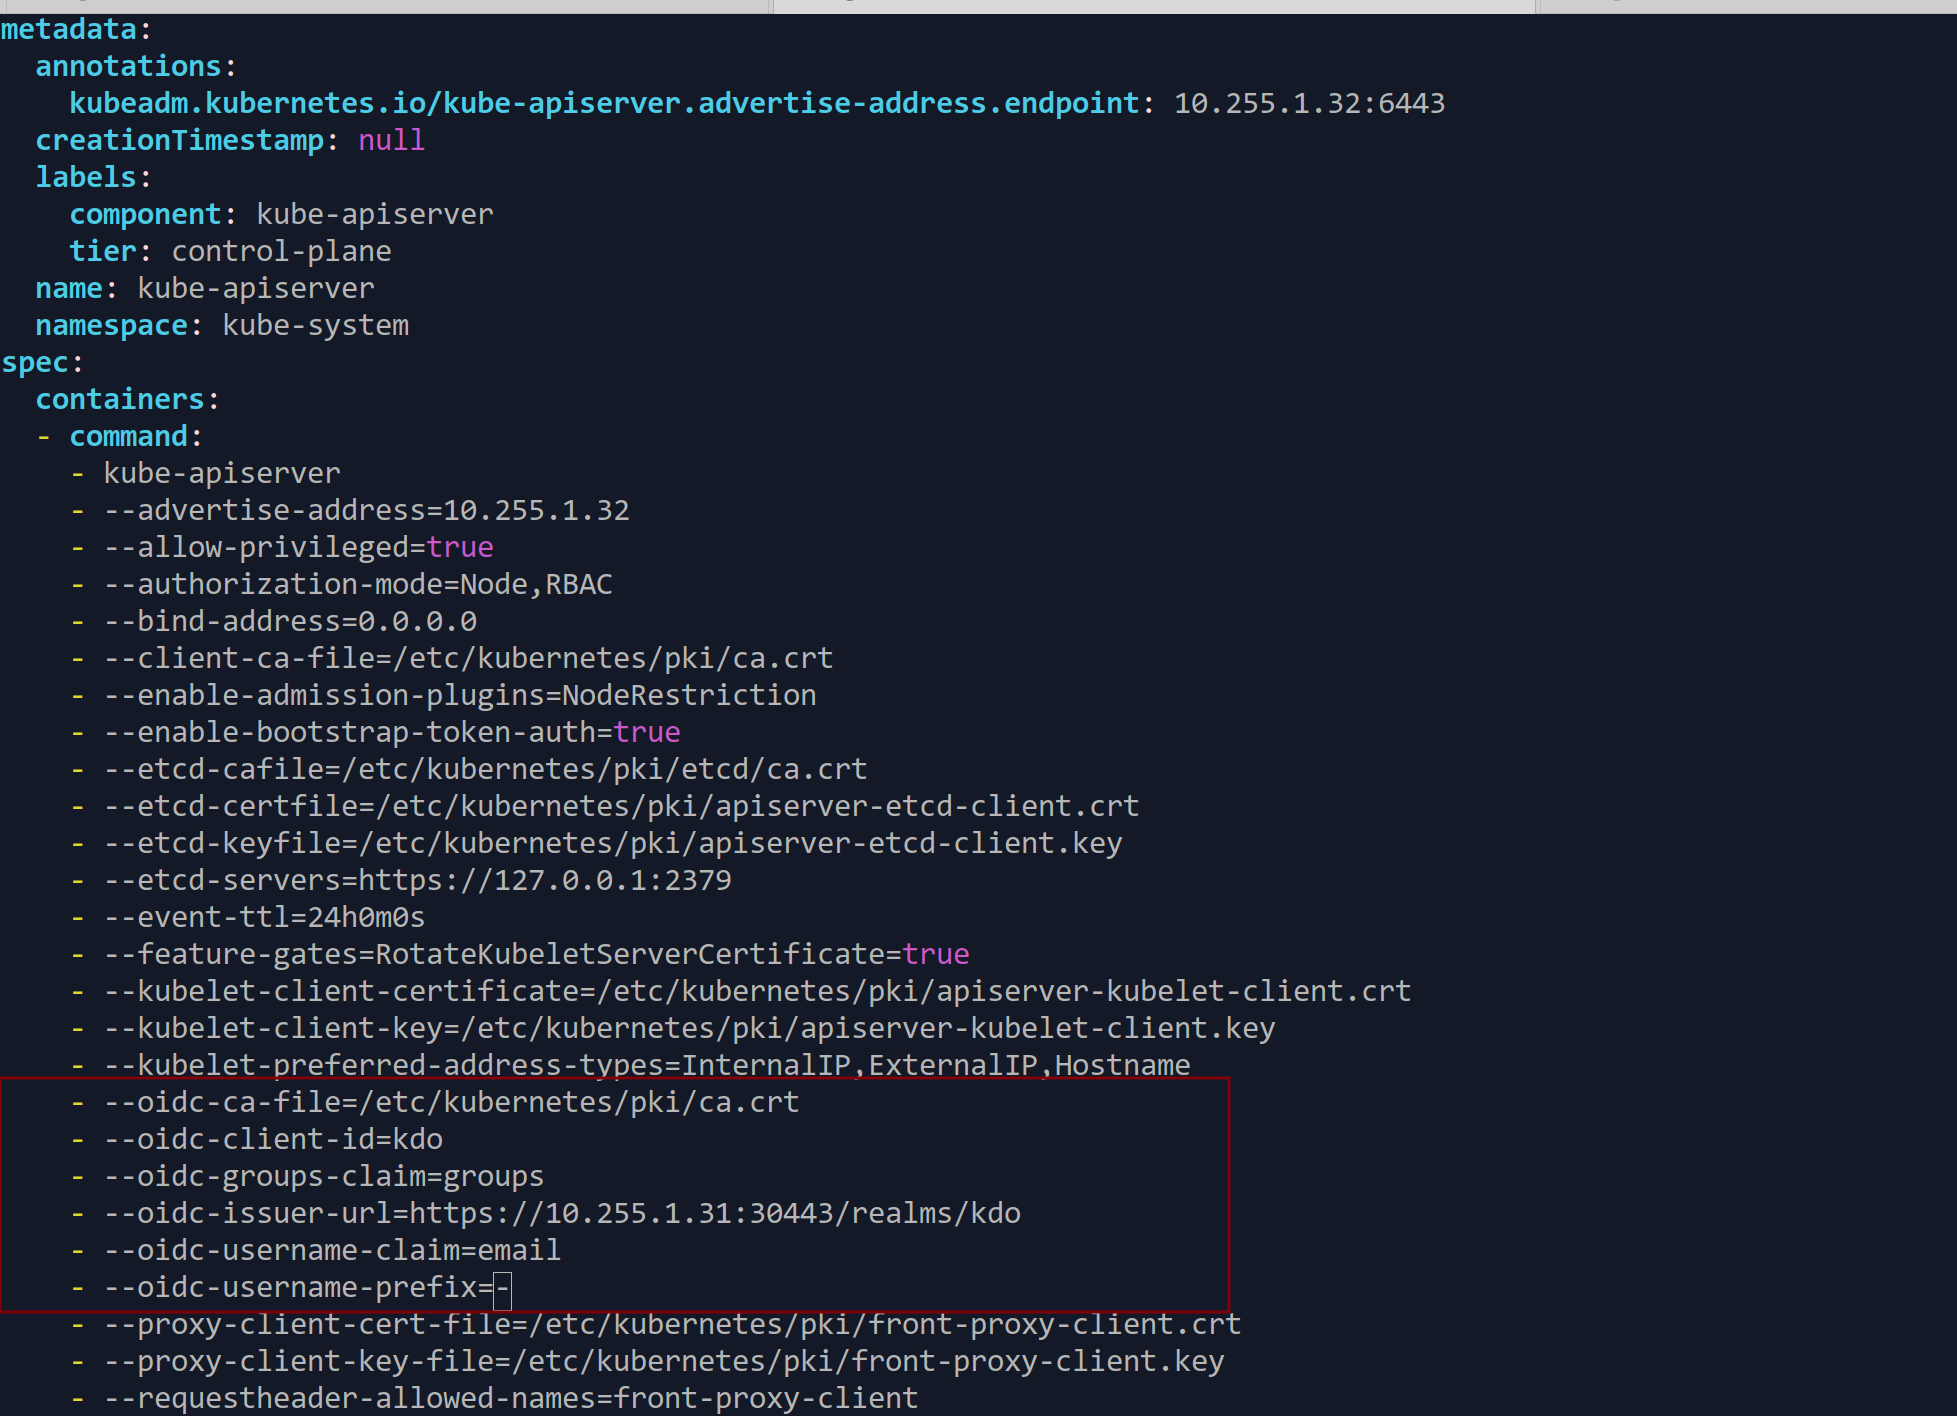 metadata:
  annotations:
    kubeadm.kubernetes.io/kube-apiserver.advertise-address.endpoint: 10.255.1.32:6443
  creationTimestamp: null
  labels:
    component: kube-apiserver
    tier: control-plane
  name: kube-apiserver
  namespace: kube-system
spec:
  containers:
  - command:
    - kube-apiserver
    - --advertise-address=10.255.1.32
    - --allow-privileged=true
    - --authorization-mode=Node,RBAC
    - --bind-address=0.0.0.0
    - --client-ca-file=/etc/kubernetes/pki/ca.crt
    - --enable-admission-plugins=NodeRestriction
    - --enable-bootstrap-token-auth=true
    - --etcd-cafile=/etc/kubernetes/pki/etcd/ca.crt
    - --etcd-certfile=/etc/kubernetes/pki/apiserver-etcd-client.crt
    - --etcd-keyfile=/etc/kubernetes/pki/apiserver-etcd-client.key
    - --etcd-servers=https://127.0.0.1:2379
    - --event-ttl=24h0m0s
    - --feature-gates=RotateKubeletServerCertificate=true
    - --kubelet-client-certificate=/etc/kubernetes/pki/apiserver-kubelet-client.crt
    - --kubelet-client-key=/etc/kubernetes/pki/apiserver-kubelet-client.key
    - --kubelet-preferred-address-types=InternalIP,ExternalIP,Hostname
    - --oidc-ca-file=/etc/kubernetes/pki/ca.crt
    - --oidc-client-id=kdo
    - --oidc-groups-claim=groups
    - --oidc-issuer-url=https://10.255.1.31:30443/realms/kdo
    - --oidc-username-claim=email
    - --oidc-username-prefix=-
    - --proxy-client-cert-file=/etc/kubernetes/pki/front-proxy-client.crt
    - --proxy-client-key-file=/etc/kubernetes/pki/front-proxy-client.key
    - --requestheader-allowed-names=front-proxy-client